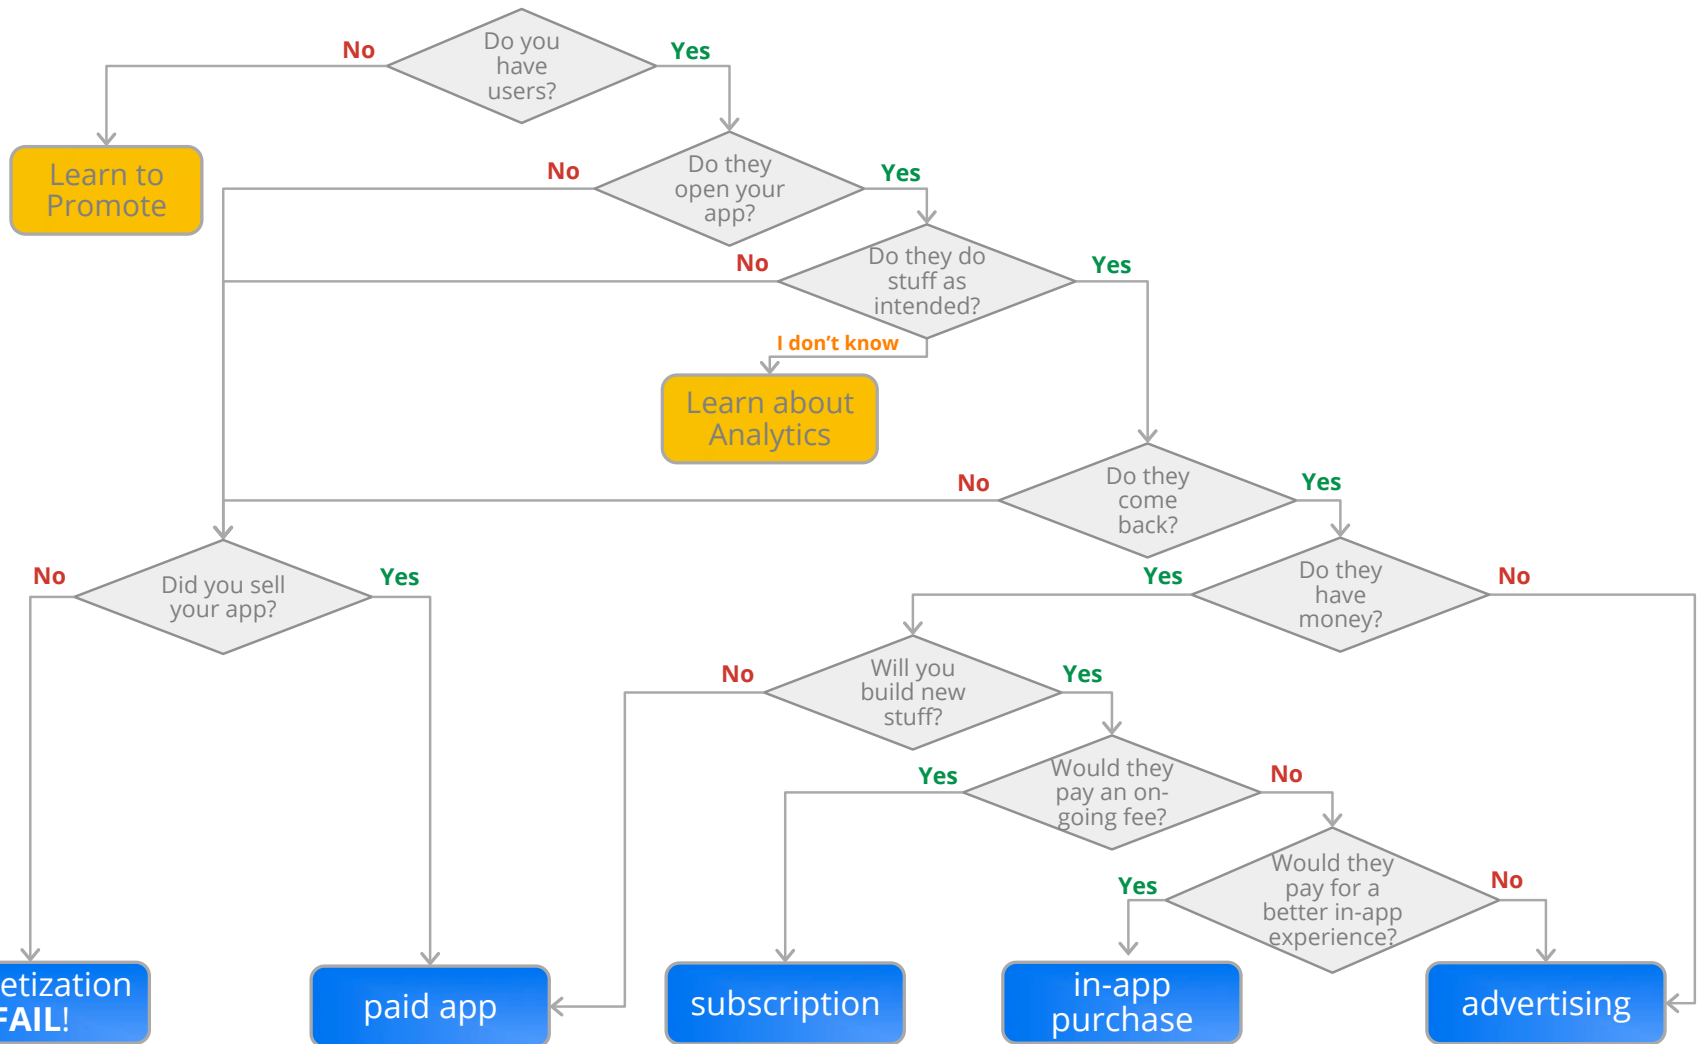 Do you
have
users?
No
Yes
Learn to
Promote
Do they
open your
app?
No
Yes
Do they do
stuff as
intended?
No
Yes
I don't know
Learn about
Analytics
Do they
come
back?
No
Yes
Did you sell
your app?
No
Yes
Do they
have
money?
Yes
No
Will you
build new
stuff?
No
Yes
Would they
pay an on-
going fee?
Yes
No
Would they
pay for a
better in-app
experience?
Yes
No
etization
FAIL!
paid app
subscription
in-app
purchase
advertising